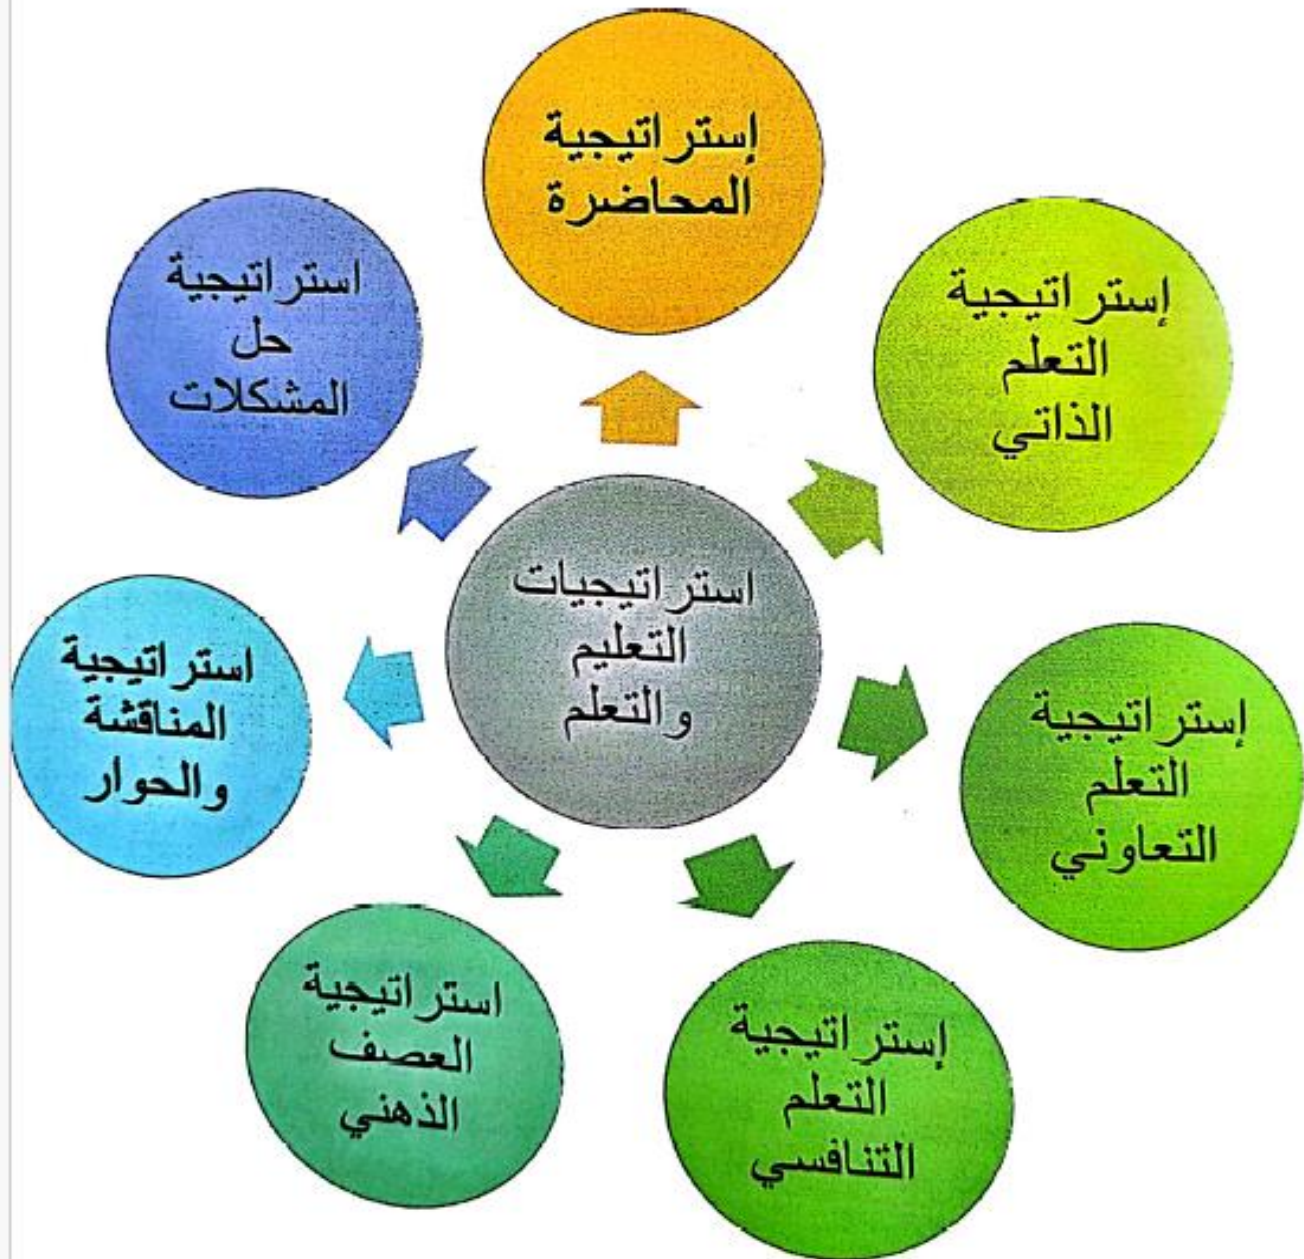 إستراتيجية
المحاضرة
إستراتيجية
التعلم
الذاتي
إستراتيجية
التعلم
التعاوني
إستراتيجية
التعلم
التنافسي
استراتيجية
العصف
الذهني
استراتيجية
المناقشة
والحوار
استراتيجية
حل
المشكلات
استراتيجيات
التعليم
والتعلم